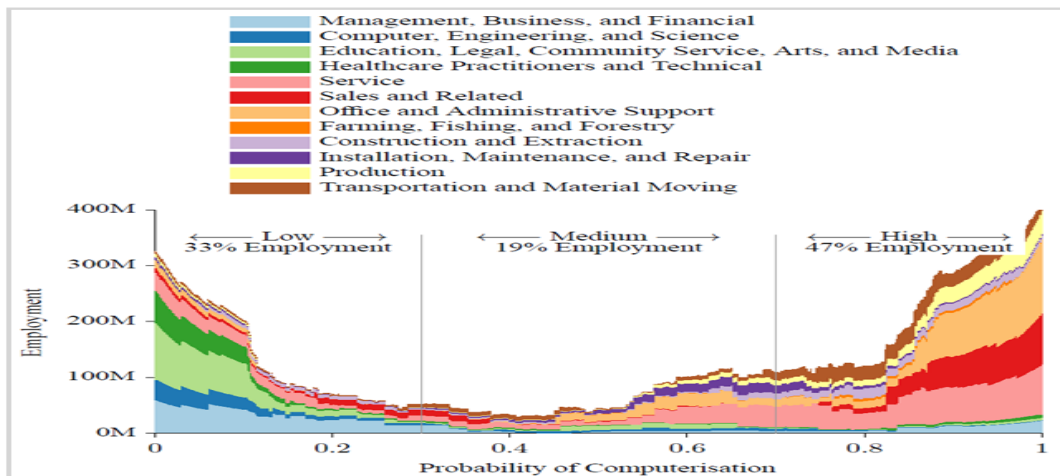 Management, Business, and Financial
Computer, Engineering, and Science
Education, Legal, Community Service, Arts, and Media
Healthcare Practitioners and Technical
Service
Sales and Related
Office and Administrative Support
Farming, Fishing, and Forestry
Construction and Extraction
Installation, Maintenance, and Repair
Production
Transportation and Material Moving
400M
← Low → ← Medium → ← High →
33% Employment 19% Employment 47% Employment
300M
200M
100M
0M
Employment
0 0.2 0.4 0.6 0.8 1
Probability of Computerisation